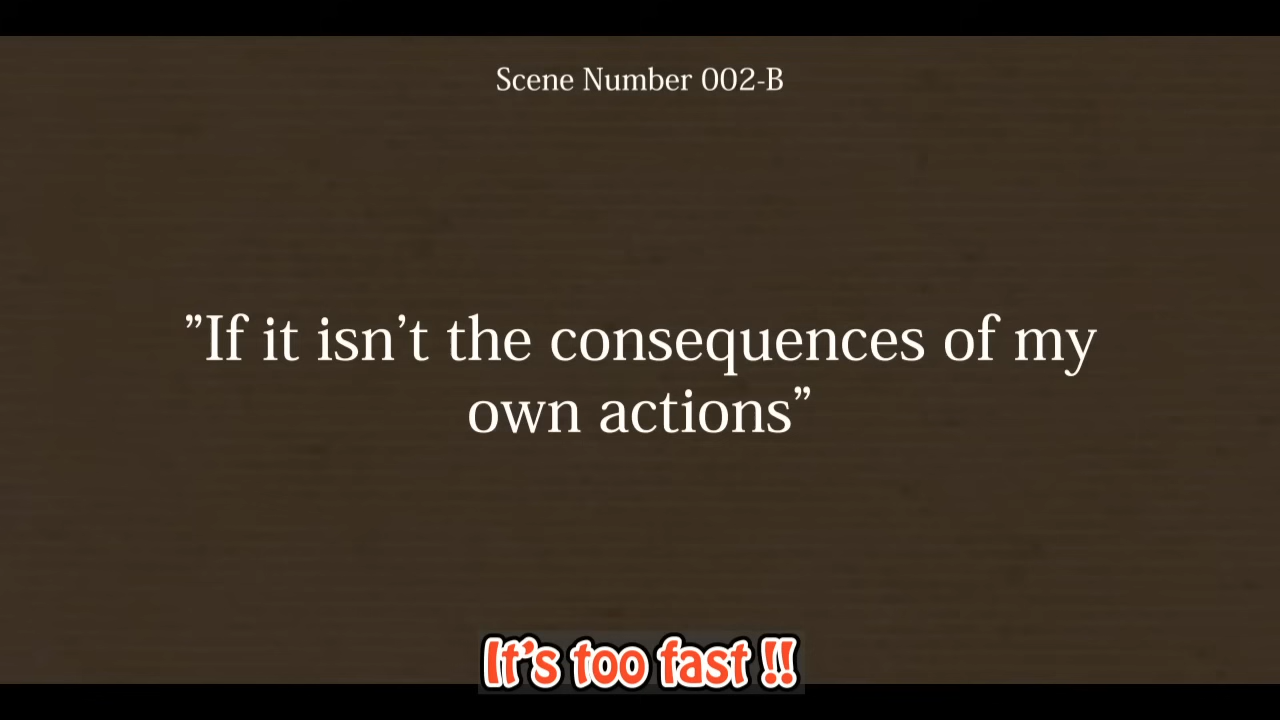 Scene Number 002-B
”If it isn’t the consequences of my
own actions”
It’s too fast !!